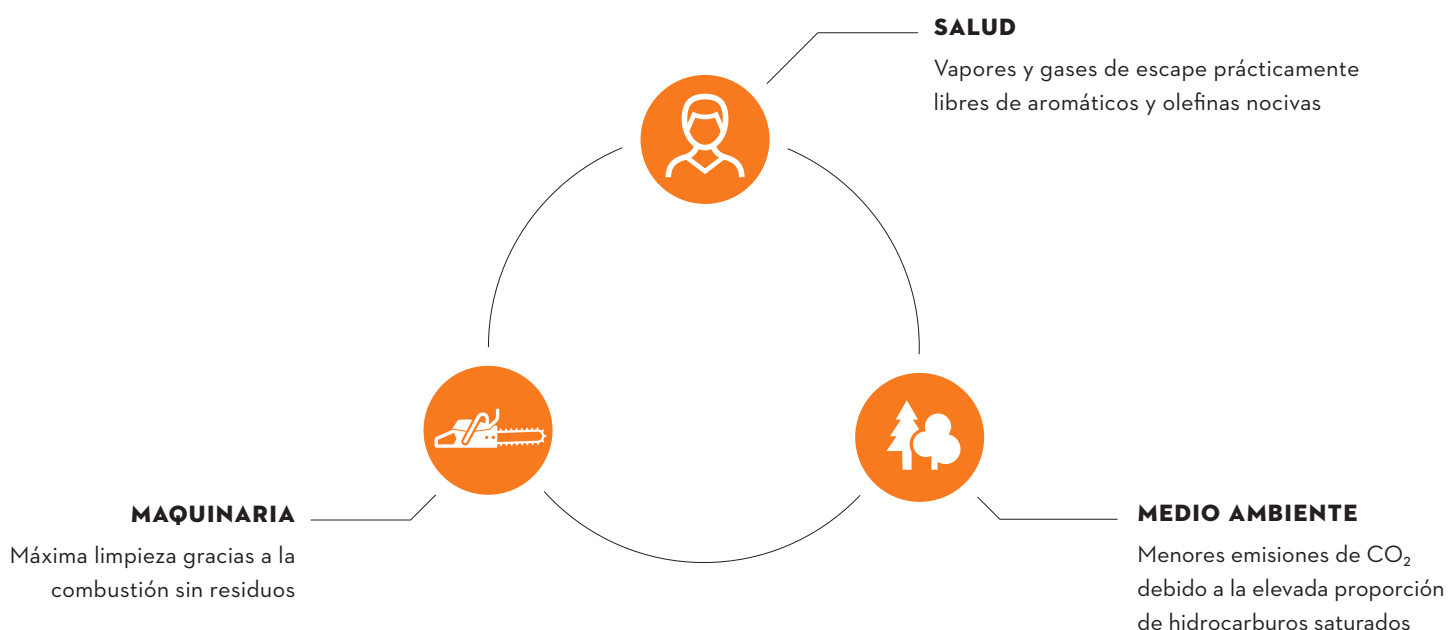 SALUD
Vapores y gases de escape prácticamente
libres de aromáticos y olefinas nocivas
MAQUINARIA
Máxima limpieza gracias a la
combustión sin residuos
MEDIO AMBIENTE
Menores emisiones de CO₂
debido a la elevada proporción
de hidrocarburos saturados